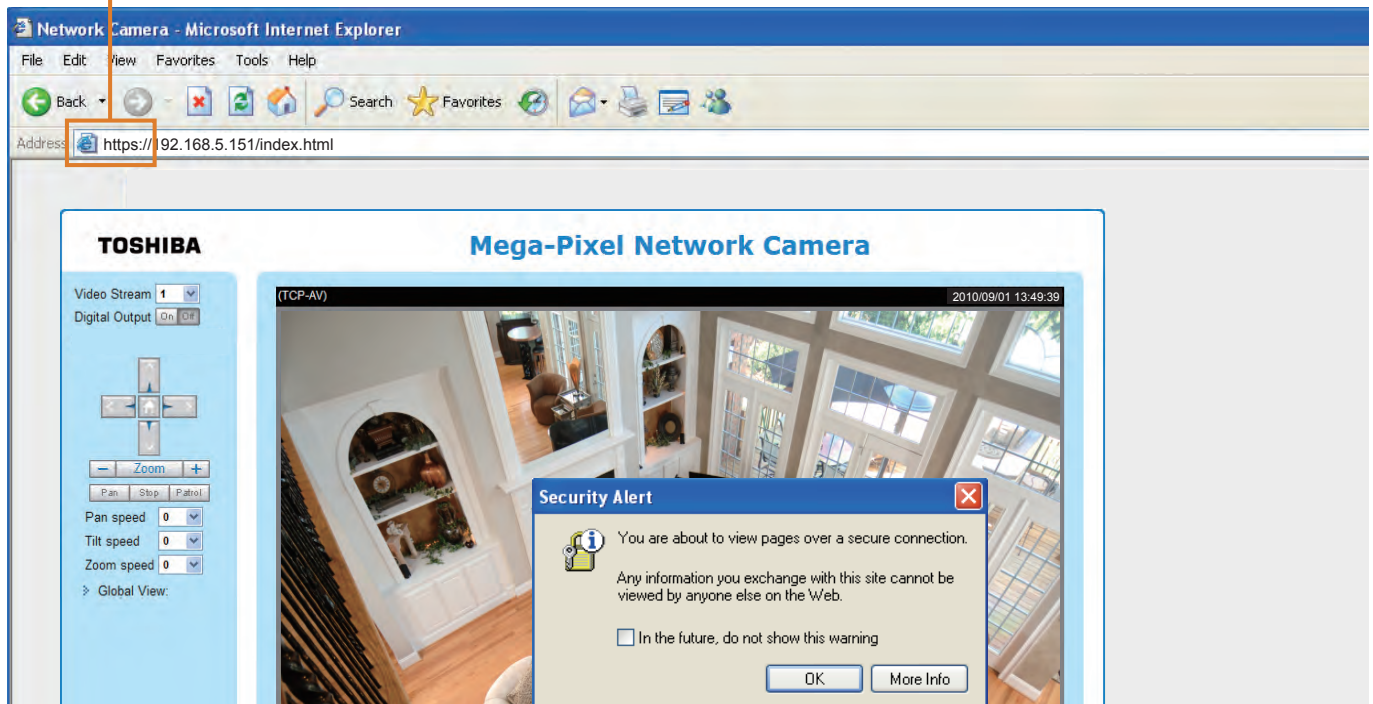 Network Camera - Microsoft Internet Explorer
File Edit View Favorites Tools Help
Back Search Favorites
Address https://192.168.5.151/index.html
TOSHIBA Mega-Pixel Network Camera
Video Stream 1
(TCP-AV) 2010/09/01 13:49:39
Digital Output On Off
Zoom
Pan Stop Patrol
Pan speed 0
Tilt speed 0
Zoom speed 0
Global View:
Security Alert
You are about to view pages over a secure connection.
Any information you exchange with this site cannot be
viewed by anyone else on the Web.
In the future, do not show this warning
OK More Info